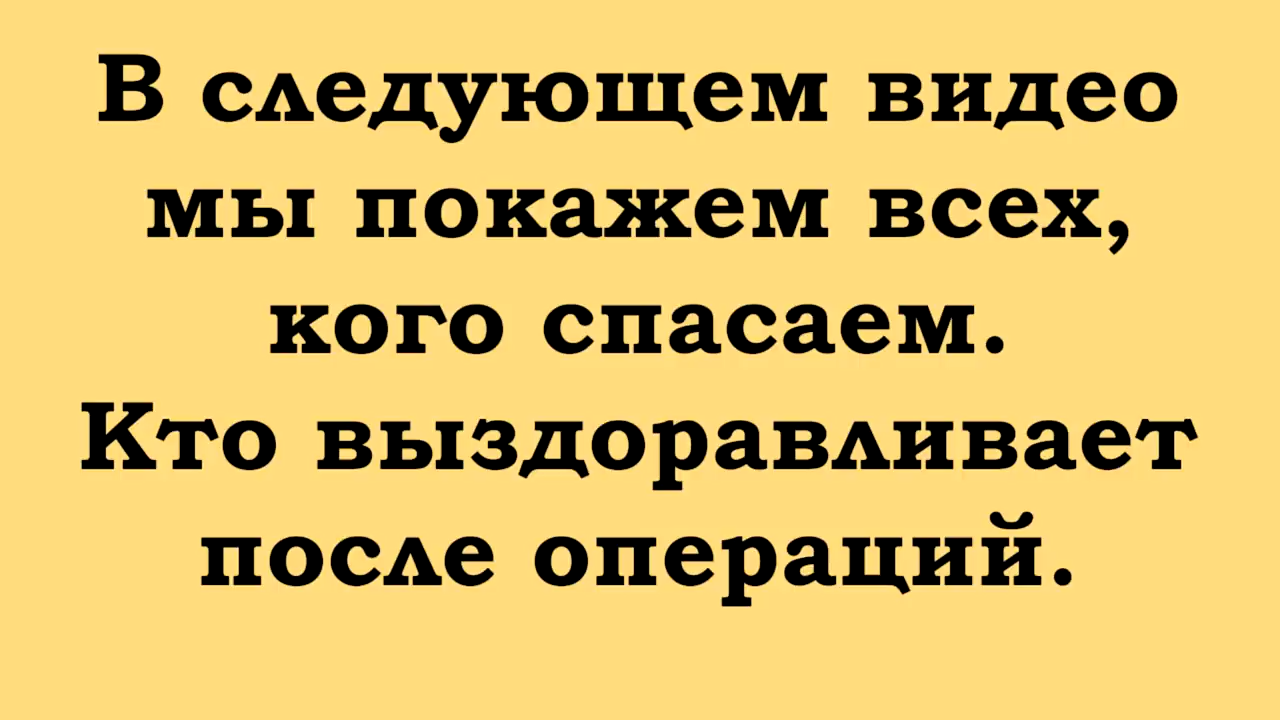 В следующем видео
мы покажем всех,
кого спасаем.
Кто выздоравливает
после операций.